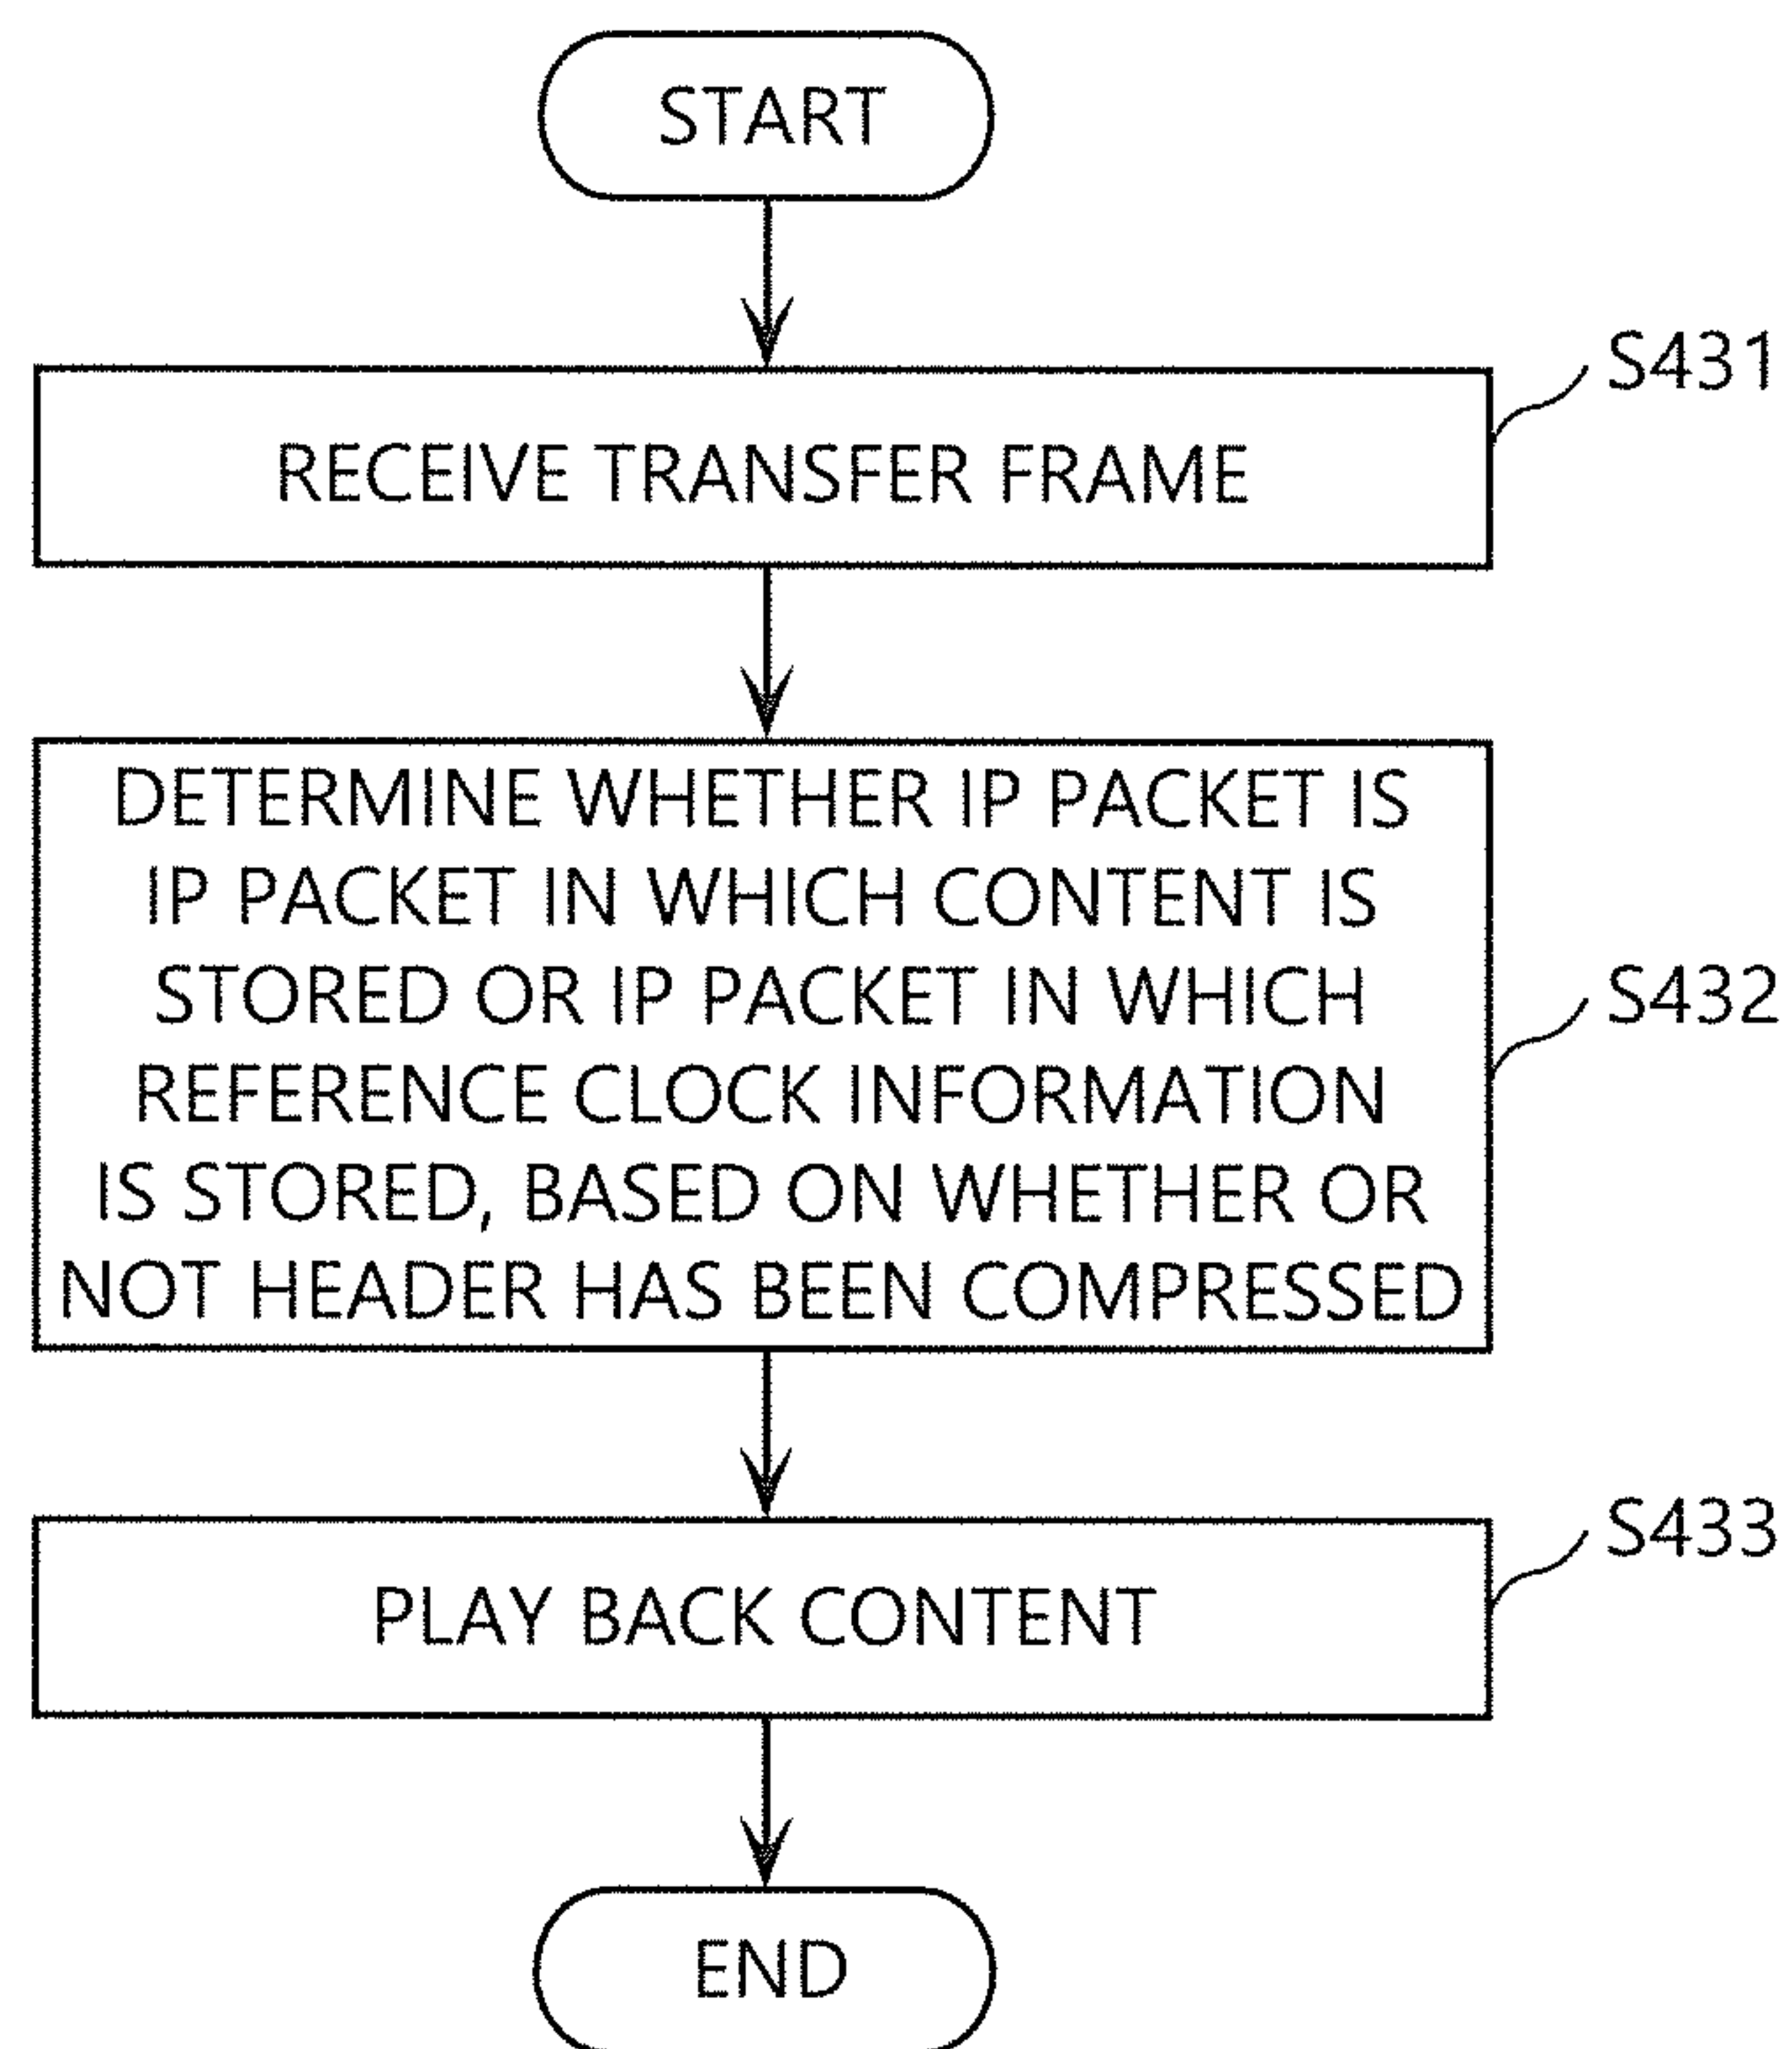 START
S431
RECEIVE TRANSFER FRAME
DETERMINE WHETHER IP PACKET IS
IP PACKET IN WHICH CONTENT IS
STORED OR IP PACKET IN WHICH
S432
REFERENCE CLOCK INFORMATION
IS STORED, BASED ON WHETHER OR
NOT HEADER HAS BEEN COMPRESSED
S433
PLAY BACK CONTENT
END